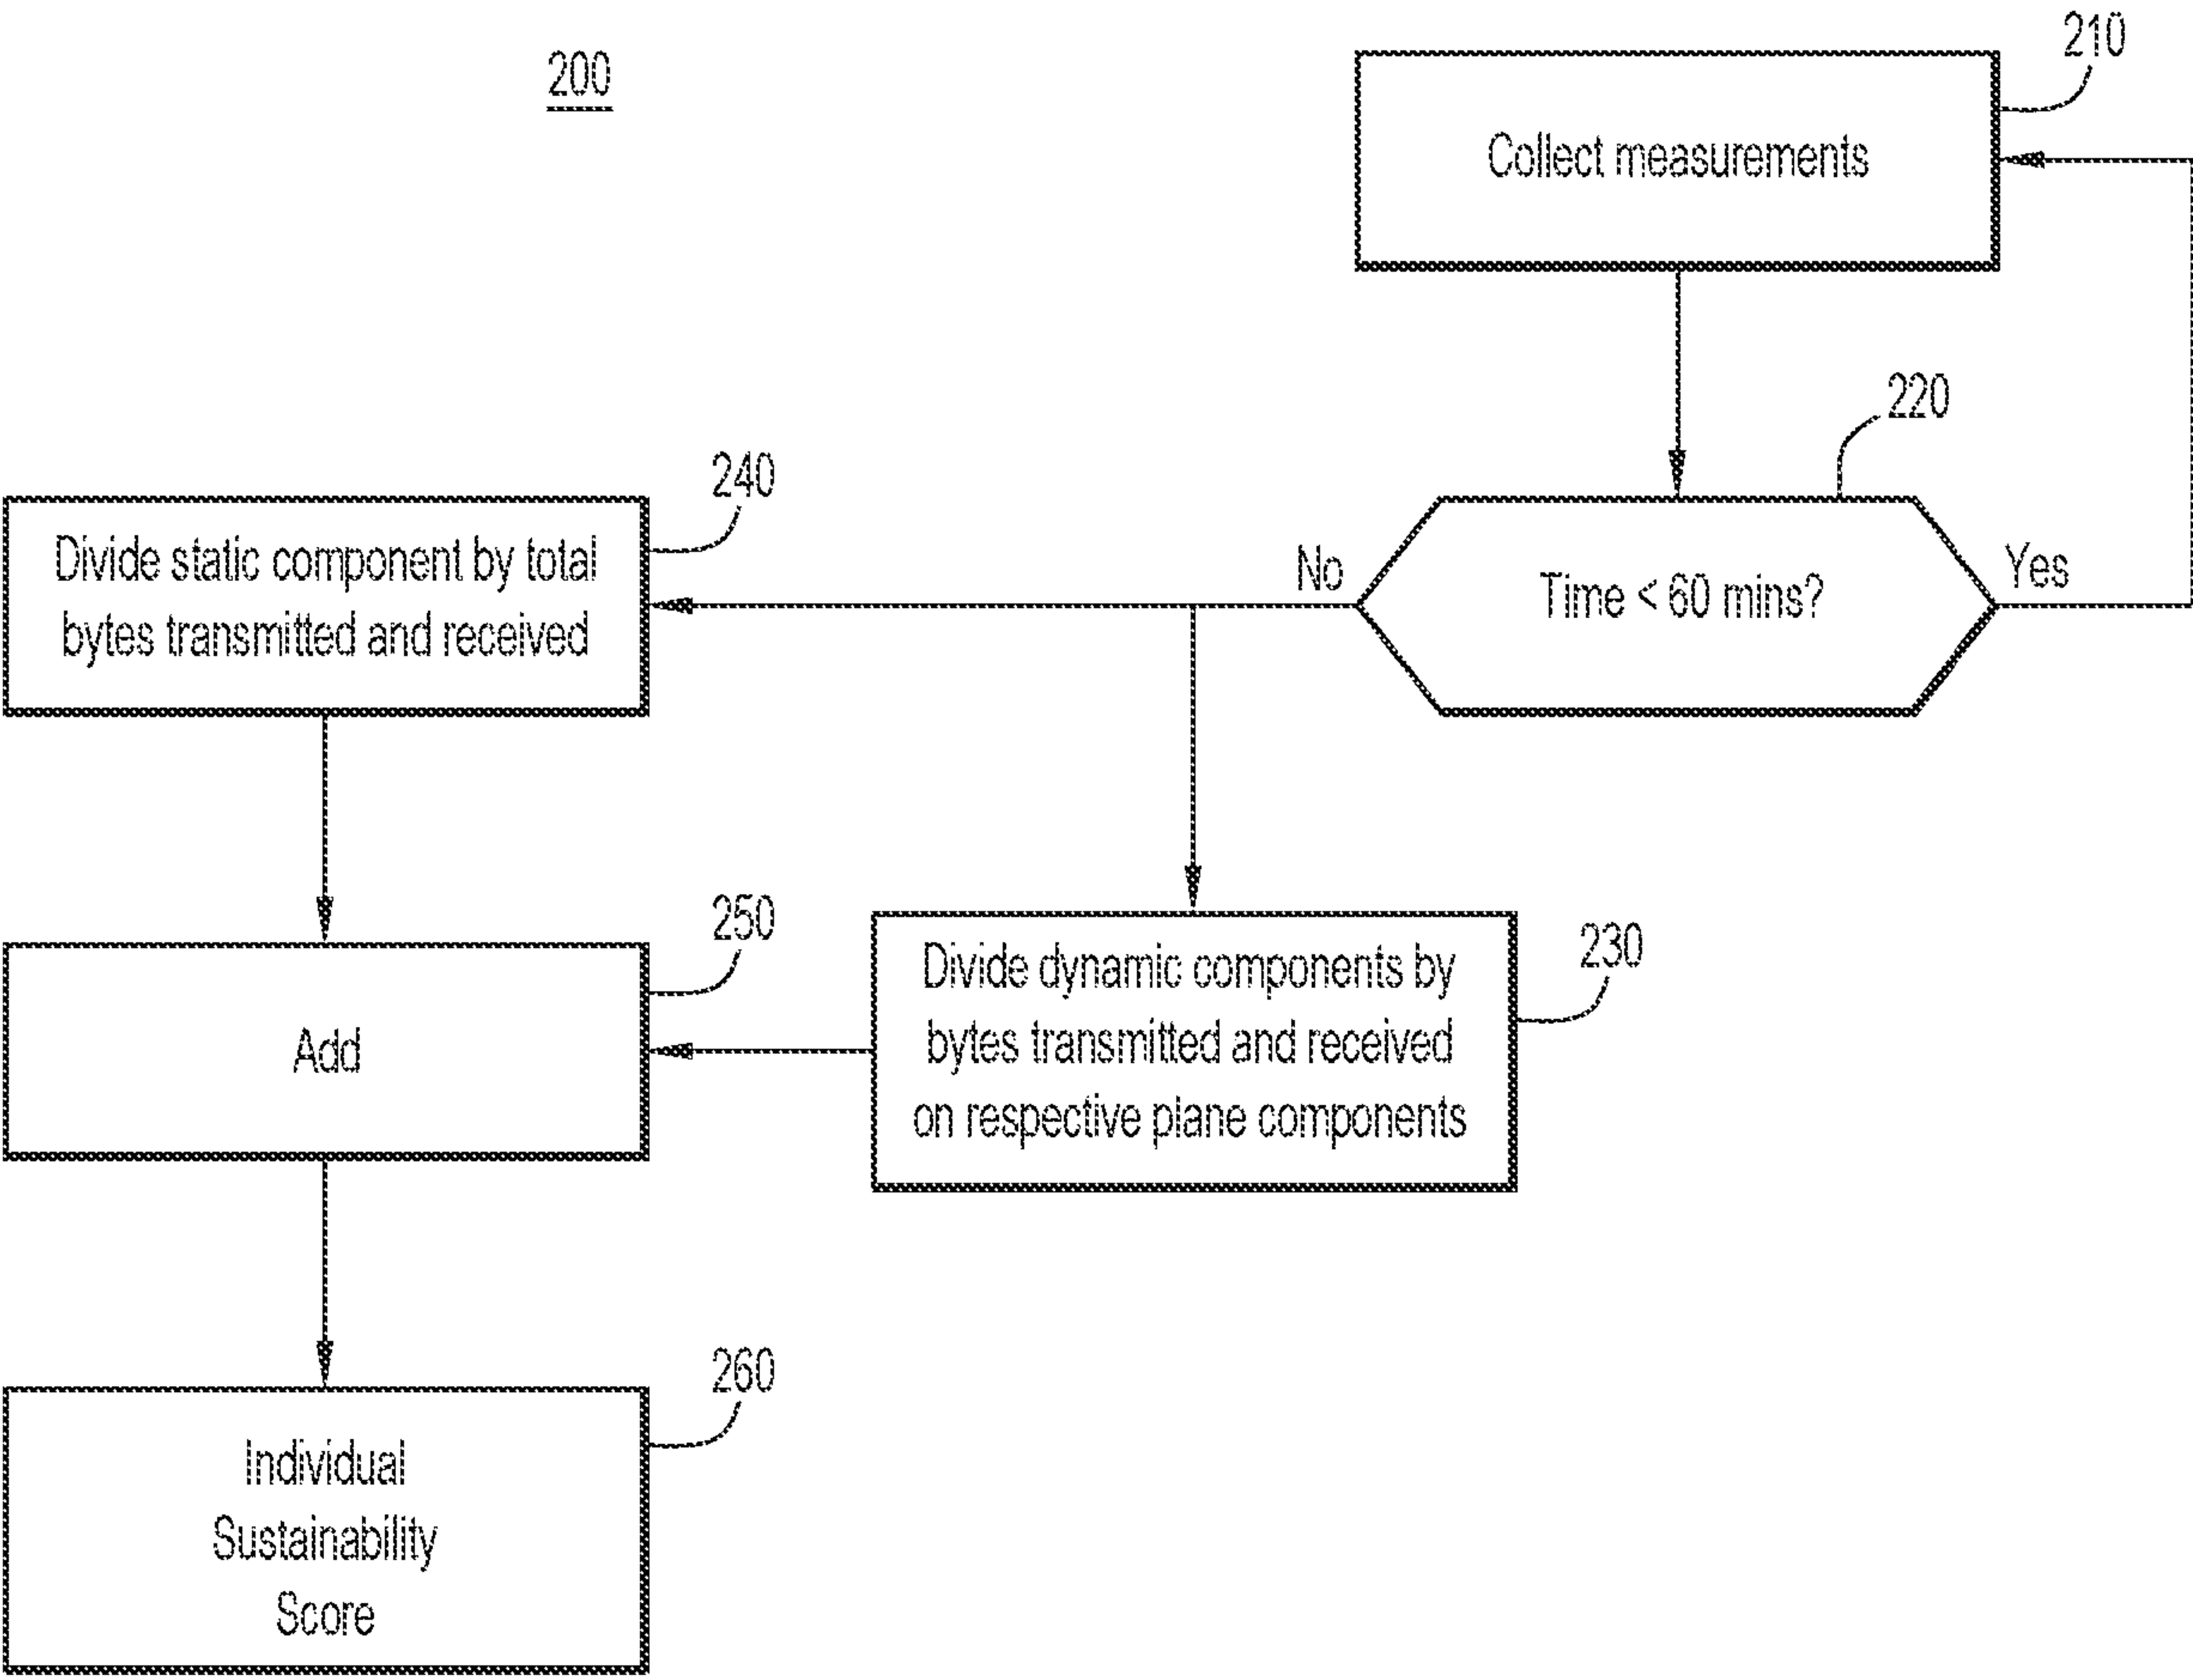 200
210
Collect measurements
220
No
Time < 60 mins?
Yes
240
Divide static component by total
bytes transmitted and received
250
Add
230
Divide dynamic components by
bytes transmitted and received
on respective plane components
260
Individual
Sustainability
Score